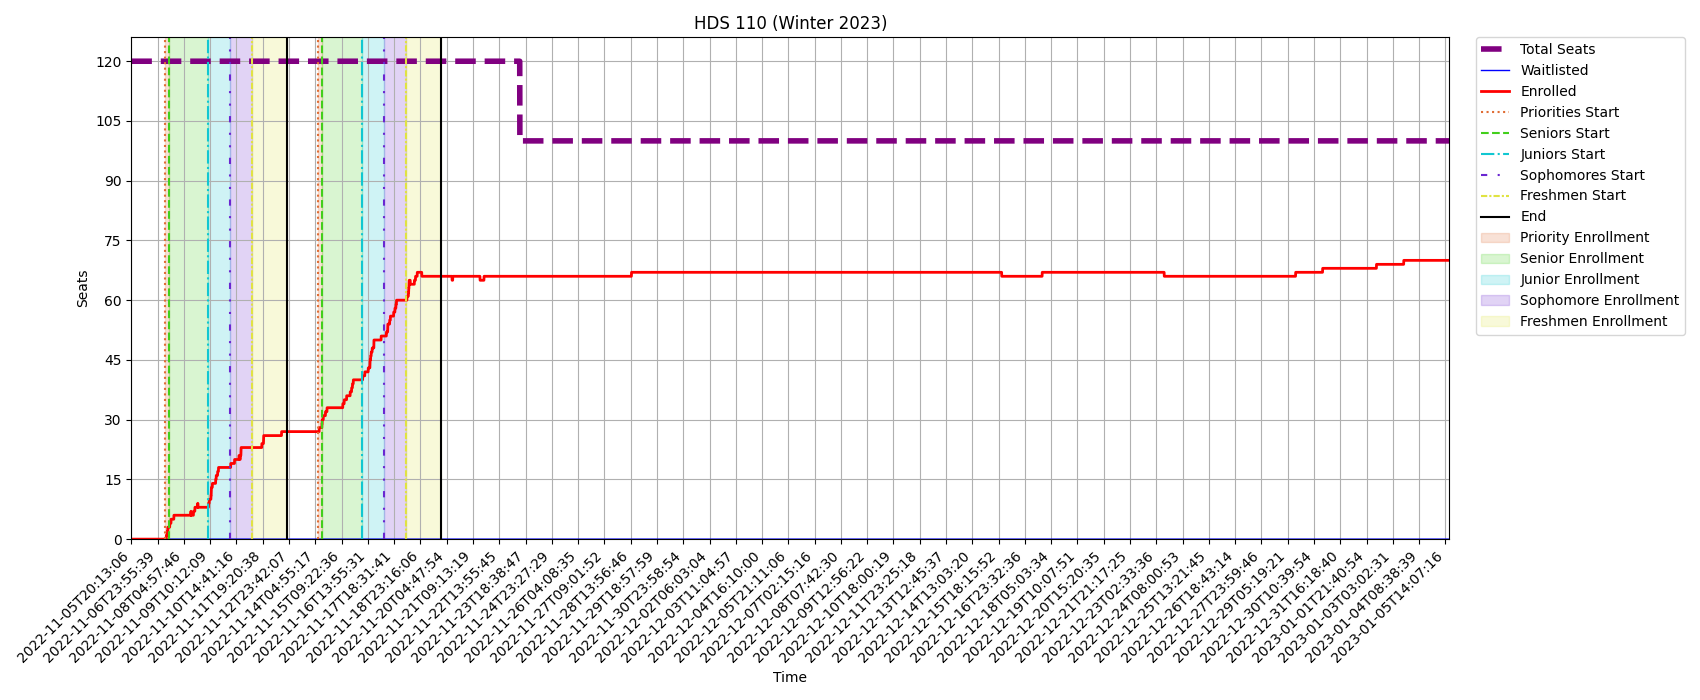 HDS 110 (Winter 2023)
Total Seats
Waitlisted
Enrolled
Priorities Start
Seniors Start
Juniors Start
Sophomores Start
Freshmen Start
End
Priority Enrollment
Senior Enrollment
Junior Enrollment
Sophomore Enrollment
Freshmen Enrollment
Seats
120
105
90
75
60
45
30
15
0
2022-11-05T20:13:06
2022-11-06T23:55:39
2022-11-08T04:57:46
2022-11-09T10:12:09
2022-11-10T14:41:16
2022-11-11T19:20:38
2022-11-12T23:42:07
2022-11-14T04:55:17
2022-11-15T09:22:36
2022-11-16T13:55:31
2022-11-17T18:31:41
2022-11-18T23:16:06
2022-11-20T04:47:54
2022-11-21T09:13:19
2022-11-22T13:55:45
2022-11-23T18:38:47
2022-11-24T23:27:29
2022-11-26T04:08:35
2022-11-27T09:01:52
2022-11-28T13:56:46
2022-11-29T18:57:59
2022-11-30T23:58:54
2022-12-02T06:03:04
2022-12-03T11:04:57
2022-12-04T16:10:00
2022-12-05T21:11:06
2022-12-07T02:15:16
2022-12-08T07:42:30
2022-12-09T12:56:22
2022-12-10T18:00:19
2022-12-11T23:25:18
2022-12-13T12:45:37
2022-12-14T13:03:20
2022-12-15T18:15:52
2022-12-16T23:32:36
2022-12-18T05:03:34
2022-12-19T10:07:51
2022-12-20T15:20:35
2022-12-21T21:17:25
2022-12-23T02:33:36
2022-12-24T08:00:53
2022-12-25T13:21:45
2022-12-26T18:43:14
2022-12-27T23:59:46
2022-12-29T05:19:21
2022-12-30T10:39:54
2022-12-31T16:18:40
2023-01-01T21:40:54
2023-01-03T03:02:31
2023-01-04T08:38:39
2023-01-05T14:07:16
Time